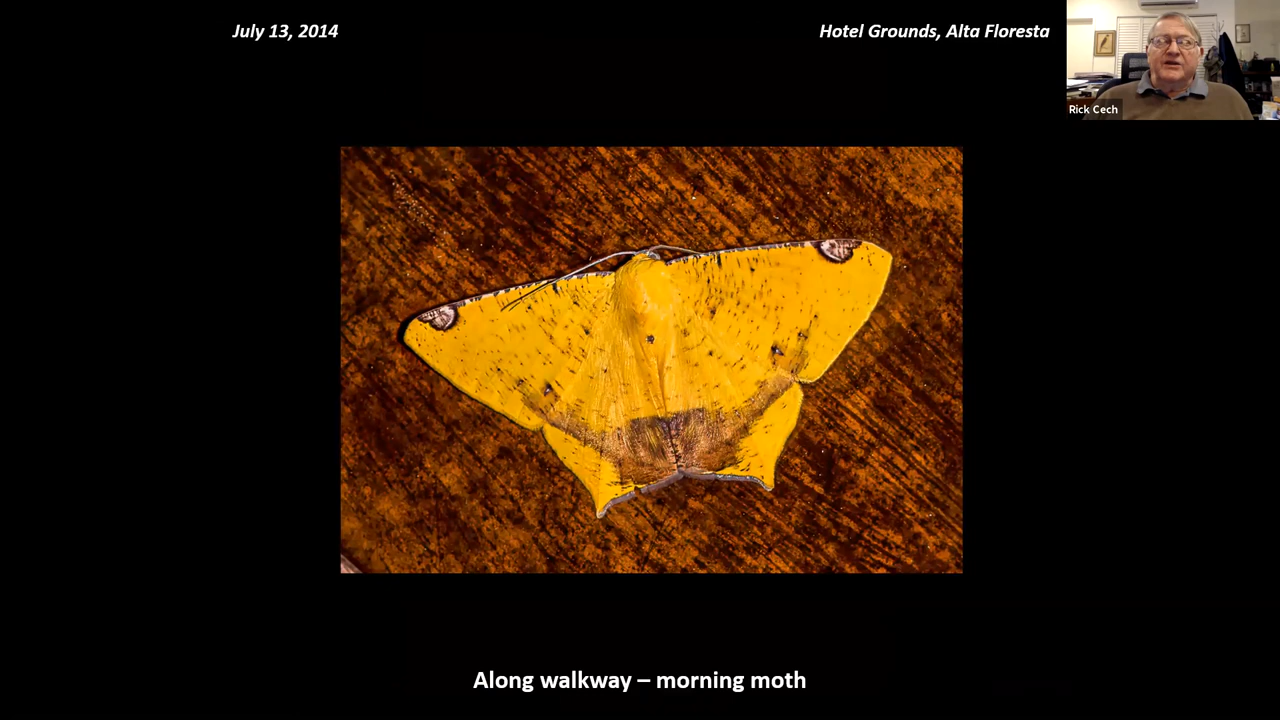 July 13, 2014
Hotel Grounds, Alta Floresta
Rick Cech
Along walkway – morning moth